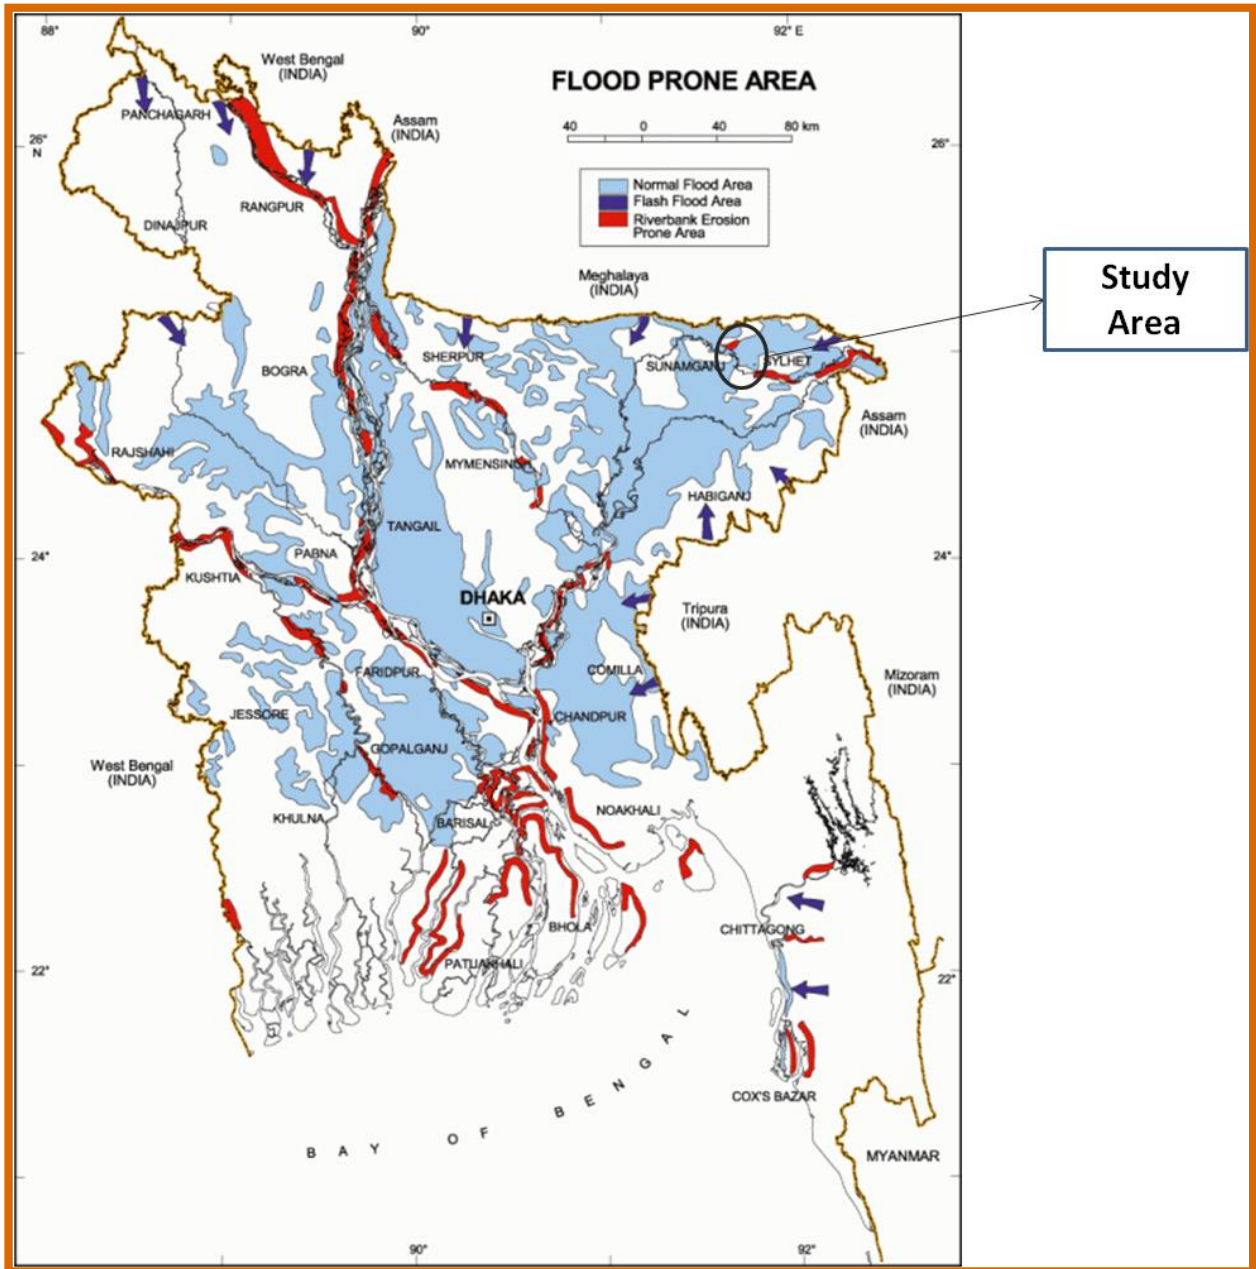 88°
90°
92° E
West Bengal
(INDIA)
FLOOD PRONE AREA
PANCHAGARH
Assam
(INDIA)
40 0 40 80 km
26°
N
26°
Normal Flood Area
Flash Flood Area
Riverbank Erosion
Prone Area
RANGPUR
DINAJPUR
Meghalaya
(INDIA)
Study
Area
SHERPUR
SUNAMGANJ
SYLHET
BOGRA
Assam
(INDIA)
RAJSHAHI
MYMENSINGH
HABIGANJ
TANGAIL
24°
PABNA
24°
KUSHTIA
DHAKA
Tripura
(INDIA)
FARIDPUR
COMILLA
Mizoram
(INDIA)
JESSORE
CHANDPUR
GOPALGANJ
West Bengal
(INDIA)
KHULNA
BARISAL
NOAKHALI
BHOLA
CHITTAGONG
PATUAKHALI
22°
22°
BAY OF BENGAL
COX'S BAZAR
MYANMAR
90°
92°